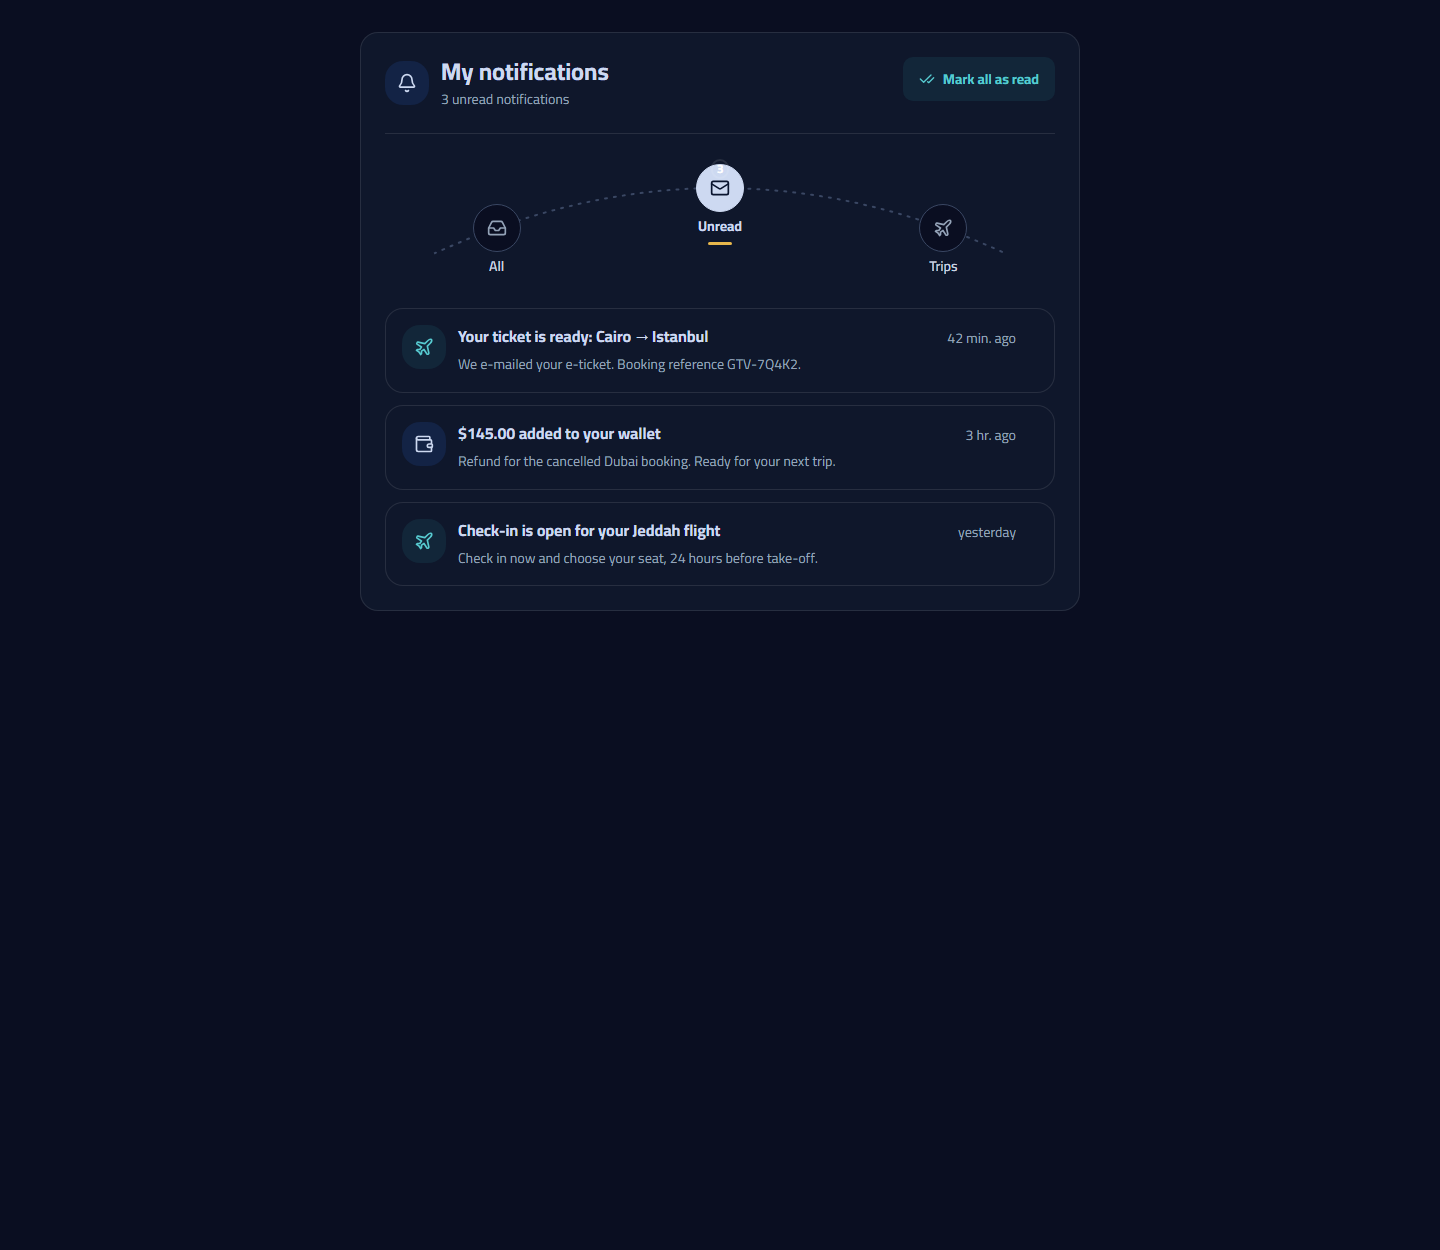 My notifications
3 unread notifications
Mark all as read
3
Unread
All
Trips
Your ticket is ready: Cairo → Istanbul
42 min. ago
We e-mailed your e-ticket. Booking reference GTV-7Q4K2.
$145.00 added to your wallet
3 hr. ago
Refund for the cancelled Dubai booking. Ready for your next trip.
Check-in is open for your Jeddah flight
yesterday
Check in now and choose your seat, 24 hours before take-off.